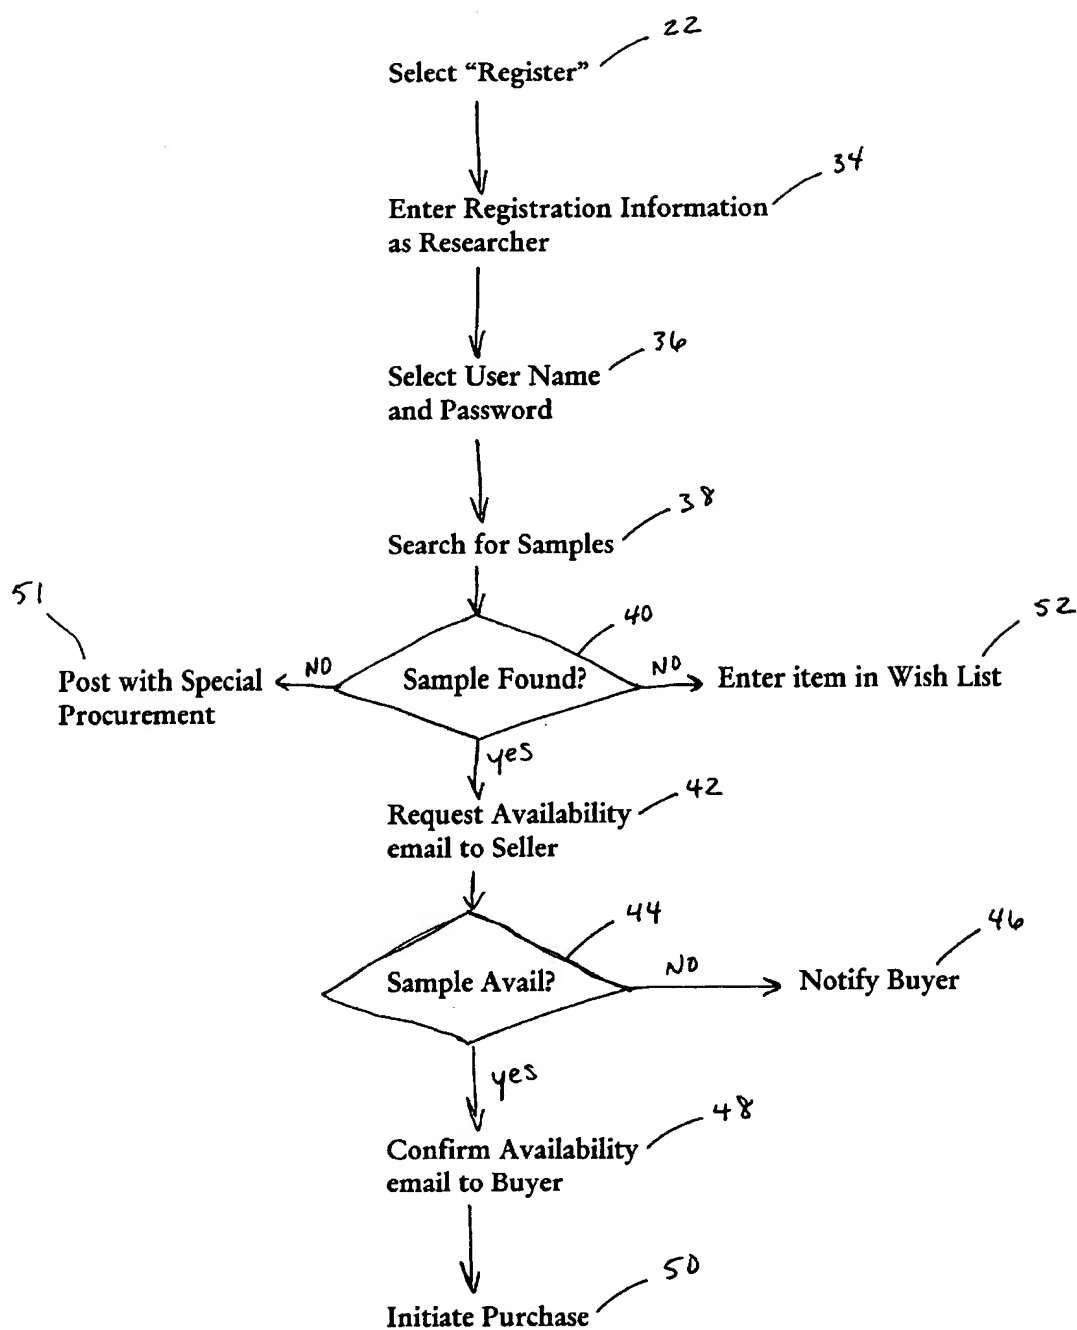 22
Select “Register”
34
Enter Registration Information
as Researcher
36
Select User Name
and Password
38
Search for Samples
51
40
52
Post with Special
Procurement
NO
Sample Found?
NO
Enter item in Wish List
yes
42
Request Availability
email to Seller
44
46
Sample Avail?
NO
Notify Buyer
yes
48
Confirm Availability
email to Buyer
50
Initiate Purchase